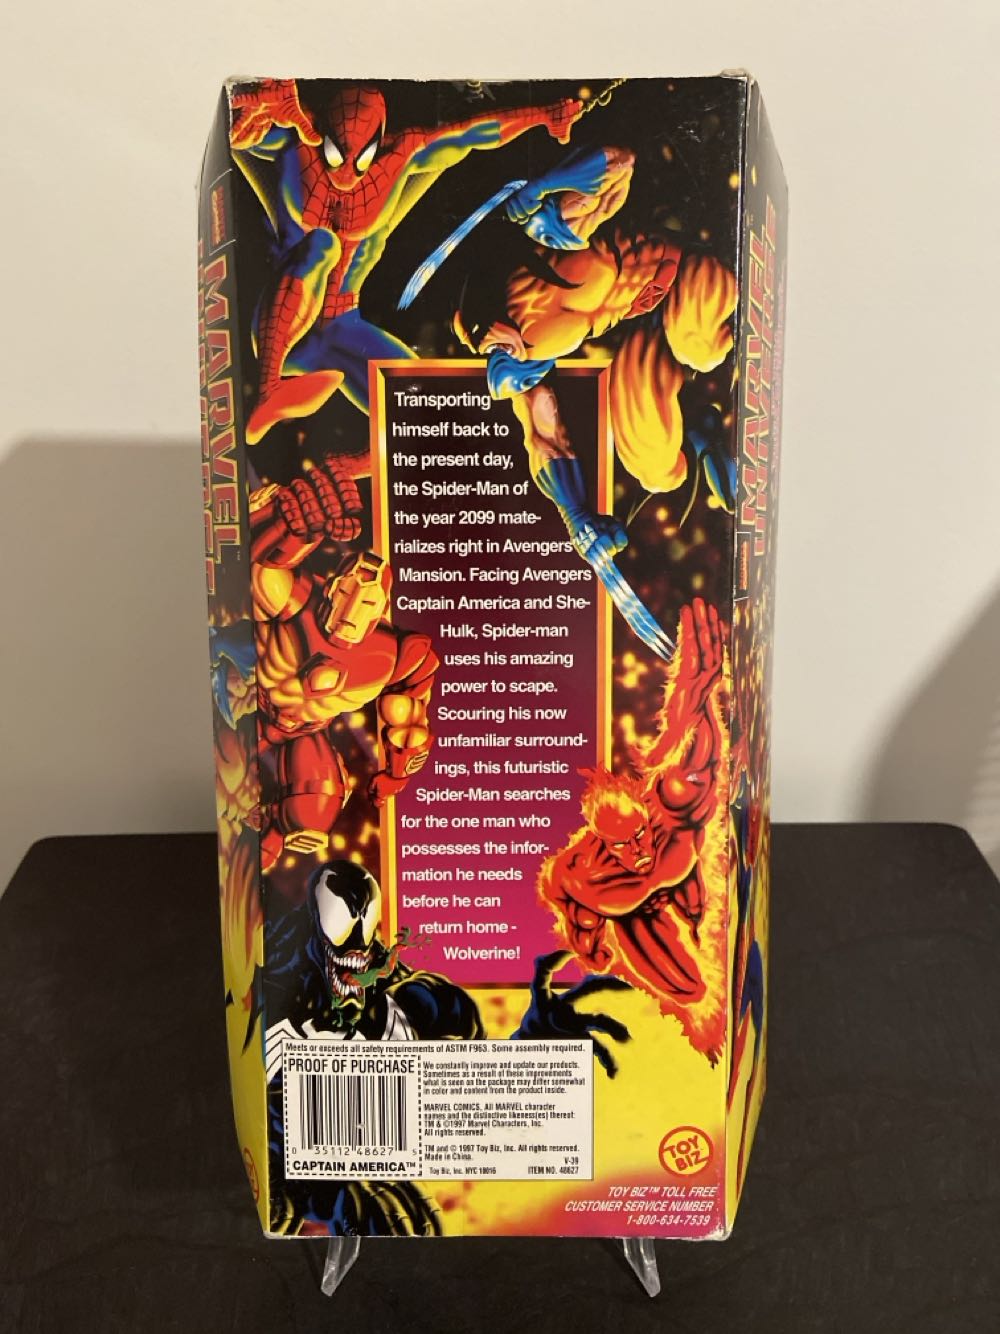 MARVEL
MARVEL
UNIVERSE
Transporting
himself back to
the present day,
the Spider-Man of
the year 2099 mate-
rializes right in Avengers
Mansion. Facing Avengers
Captain America and She-
Hulk, Spider-man
uses his amazing
power to scape.
Scouring his now
unfamiliar surround-
ings, this futuristic
Spider-Man searches
for the one man who
possesses the infor-
mation he needs
before he can
return home -
Wolverine!
Meets or exceeds all safety requirements of ASTM F963. Some assembly required.
PROOF OF PURCHASE
0 35112 48627 5
CAPTAIN AMERICA™
We constantly improve and update our products.
Sometimes as a result of these improvements
what is seen on the package may differ somewhat
in color and content from the product inside.
MARVEL COMICS, All MARVEL character
names and the distinctive likeness(es) thereof:
TM & ©1997 Marvel Characters, Inc.
All rights reserved.
TM and © 1997 Toy Biz, Inc. All rights reserved.
Made in China.
V-39
Toy Biz, Inc. NYC 10016
ITEM NO. 48627
TOY BIZ
TOY BIZ™ TOLL FREE
CUSTOMER SERVICE NUMBER
1-800-634-7539